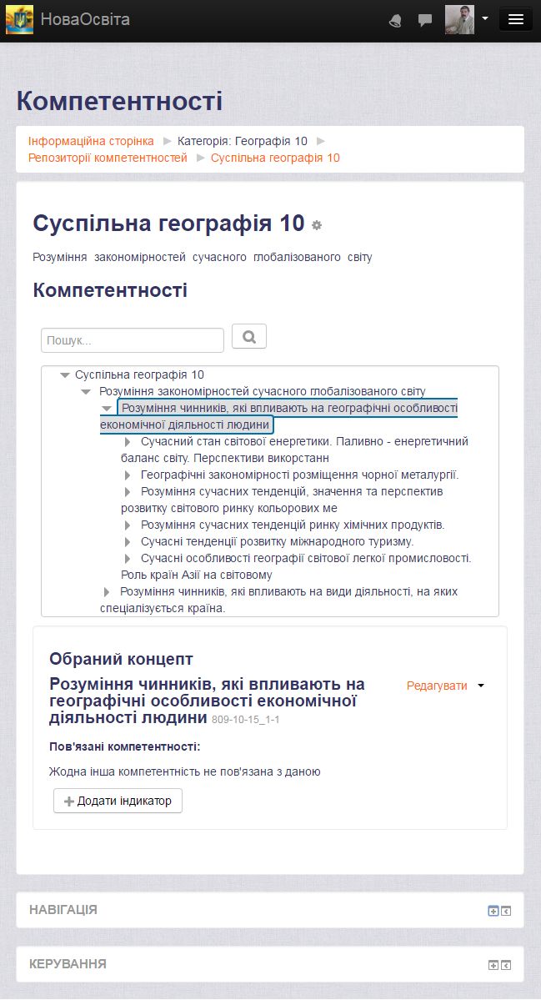 НоваОсвіта
Компетентності
Інформаційна сторінка ▶ Категорія: Географія 10 ▶
Репозиторії компетентностей ▶ Суспільна географія 10
Суспільна географія 10
Розуміння закономірностей сучасного глобалізованого світу
Компетентності
Пошук...
Суспільна географія 10
Розуміння закономірностей сучасного глобалізованого світу
Розуміння чинників, які впливають на географічні особливості
економічної діяльності людини
Сучасний стан світової енергетики. Паливно - енергетичний
баланс світу. Перспективи викорстанн
Географічні закономірності розміщення чорної металургії.
Розуміння сучасних тенденцій, значення та перспектив
розвитку світового ринку кольорових ме
Розуміння сучасних тенденцій ринку хімічних продуктів.
Сучасні тенденції розвитку міжнародного туризму.
Сучасні особливості географії світової легкої промисловості.
Роль країн Азії на світовому
Розуміння чинників, які впливають на види діяльності, на яких
спеціалізується країна.
Обраний концепт
Розуміння чинників, які впливають на
географічні особливості економічної
діяльності людини 809-10-15_1-1
Редагувати
Пов'язані компетентності:
Жодна інша компетентність не пов'язана з даною
Додати індикатор
НАВІГАЦІЯ
КЕРУВАННЯ